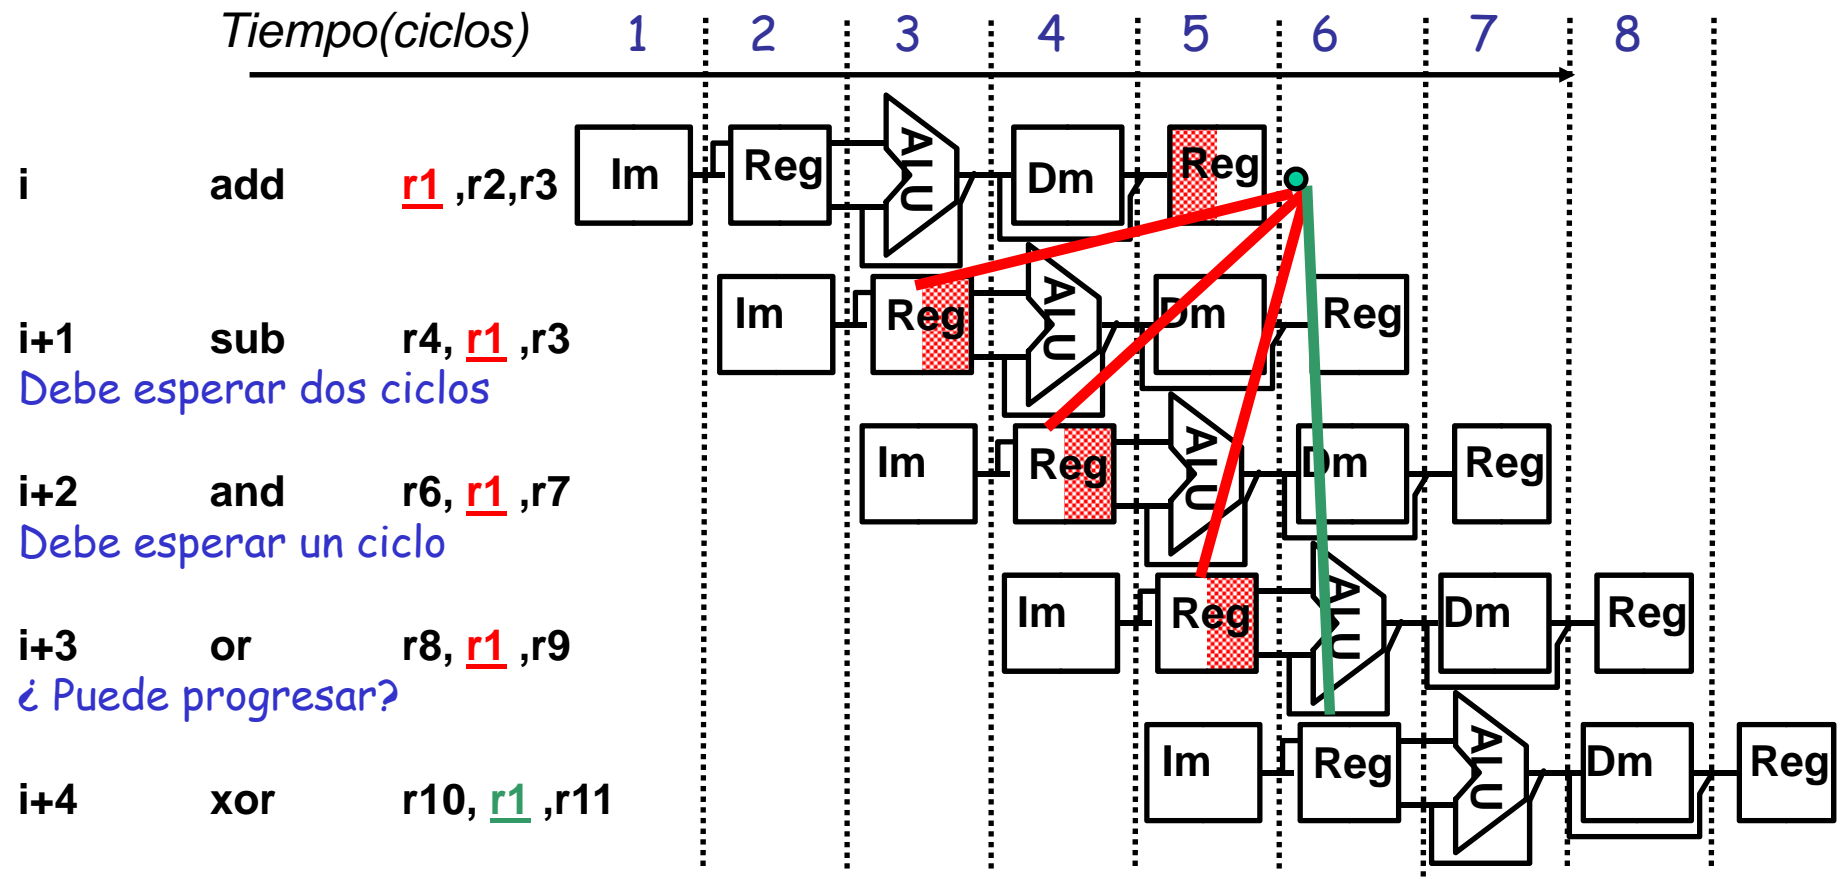 Tiempo(ciclos) 1 2 3 4 5 6 7 8
i add r1 ,r2,r3 Im Reg ALU Dm Reg
i+1 sub r4, r1 ,r3 Im Reg ALU Dm Reg
Debe esperar dos ciclos
i+2 and r6, r1 ,r7 Im Reg ALU Dm Reg
Debe esperar un ciclo
i+3 or r8, r1 ,r9 Im Reg ALU Dm Reg
¿ Puede progresar?
i+4 xor r10, r1 ,r11 Im Reg ALU Dm Reg